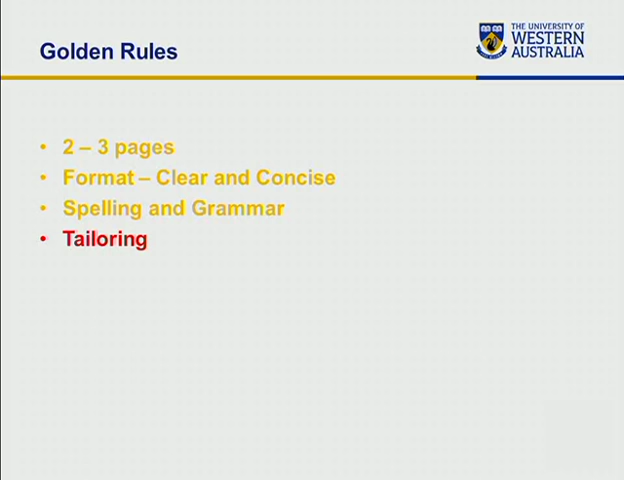 Golden Rules
THE UNIVERSITY OF
WESTERN
AUSTRALIA
• 2 – 3 pages
• Format – Clear and Concise
• Spelling and Grammar
• Tailoring